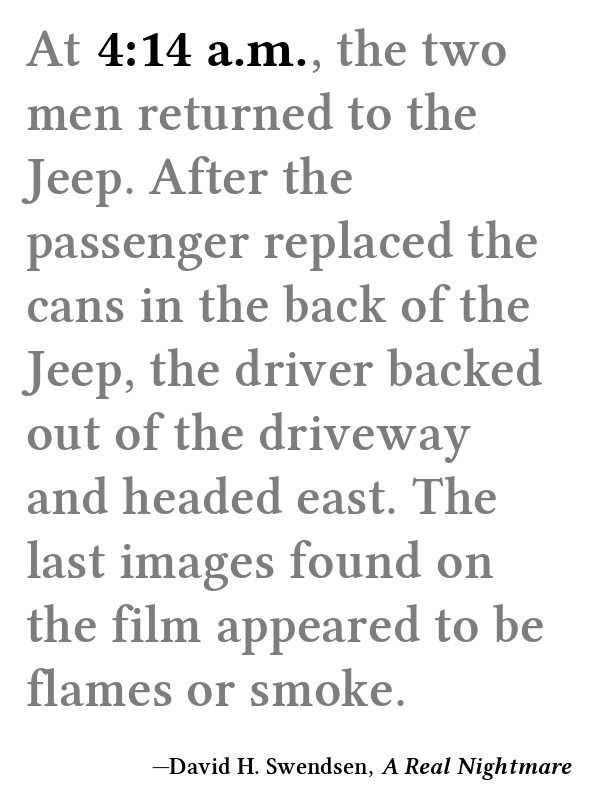 At 4:14 a.m., the two
men returned to the
Jeep. After the
passenger replaced the
cans in the back of the
Jeep, the driver backed
out of the driveway
and headed east. The
last images found on
the film appeared to be
flames or smoke.
—David H. Swendsen, A Real Nightmare